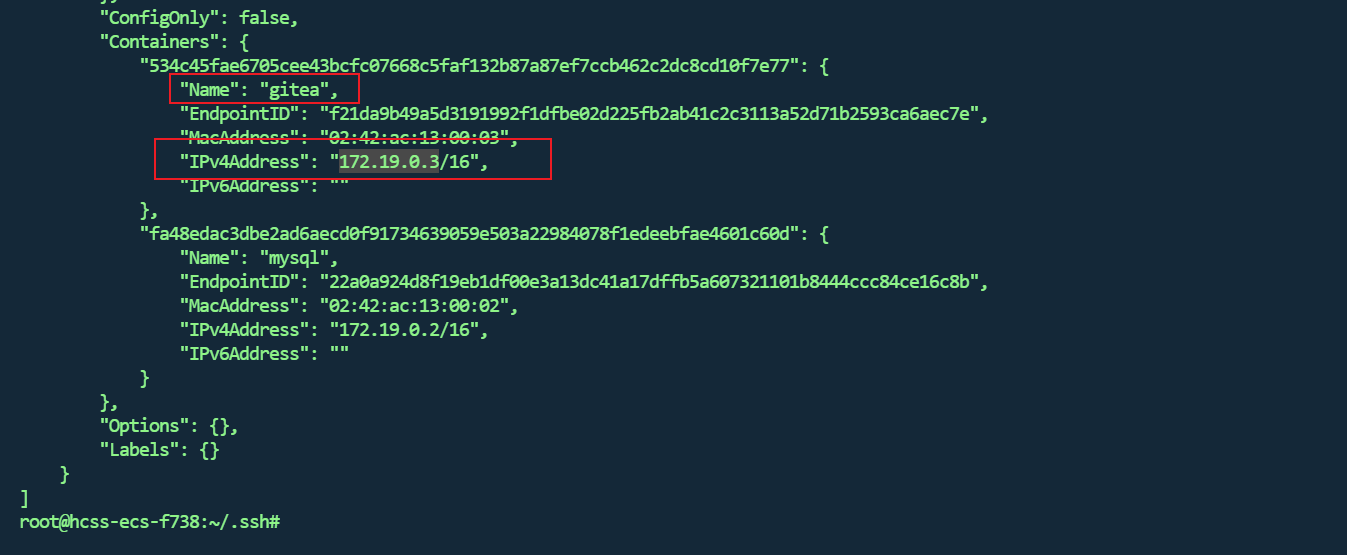 },
"ConfigOnly": false,
"Containers": {
"534c45fae6705cee43bcfc07668c5faf132b87a87ef7ccb462c2dc8cd10f7e77": {
"Name": "gitea",
"EndpointID": "f21da9b49a5d3191992f1dfbe02d225fb2ab41c2c3113a52d71b2593ca6aec7e",
"MacAddress": "02:42:ac:13:00:03",
"IPv4Address": "172.19.0.3/16",
"IPv6Address": ""
},
"fa48edac3dbe2ad6aecd0f91734639059e503a22984078f1edeebfae4601c60d": {
"Name": "mysql",
"EndpointID": "22a0a924d8f19eb1df00e3a13dc41a17dffb5a607321101b8444ccc84ce16c8b",
"MacAddress": "02:42:ac:13:00:02",
"IPv4Address": "172.19.0.2/16",
"IPv6Address": ""
}
},
"Options": {},
"Labels": {}
}
]
root@hcss-ecs-f738:~/.ssh#